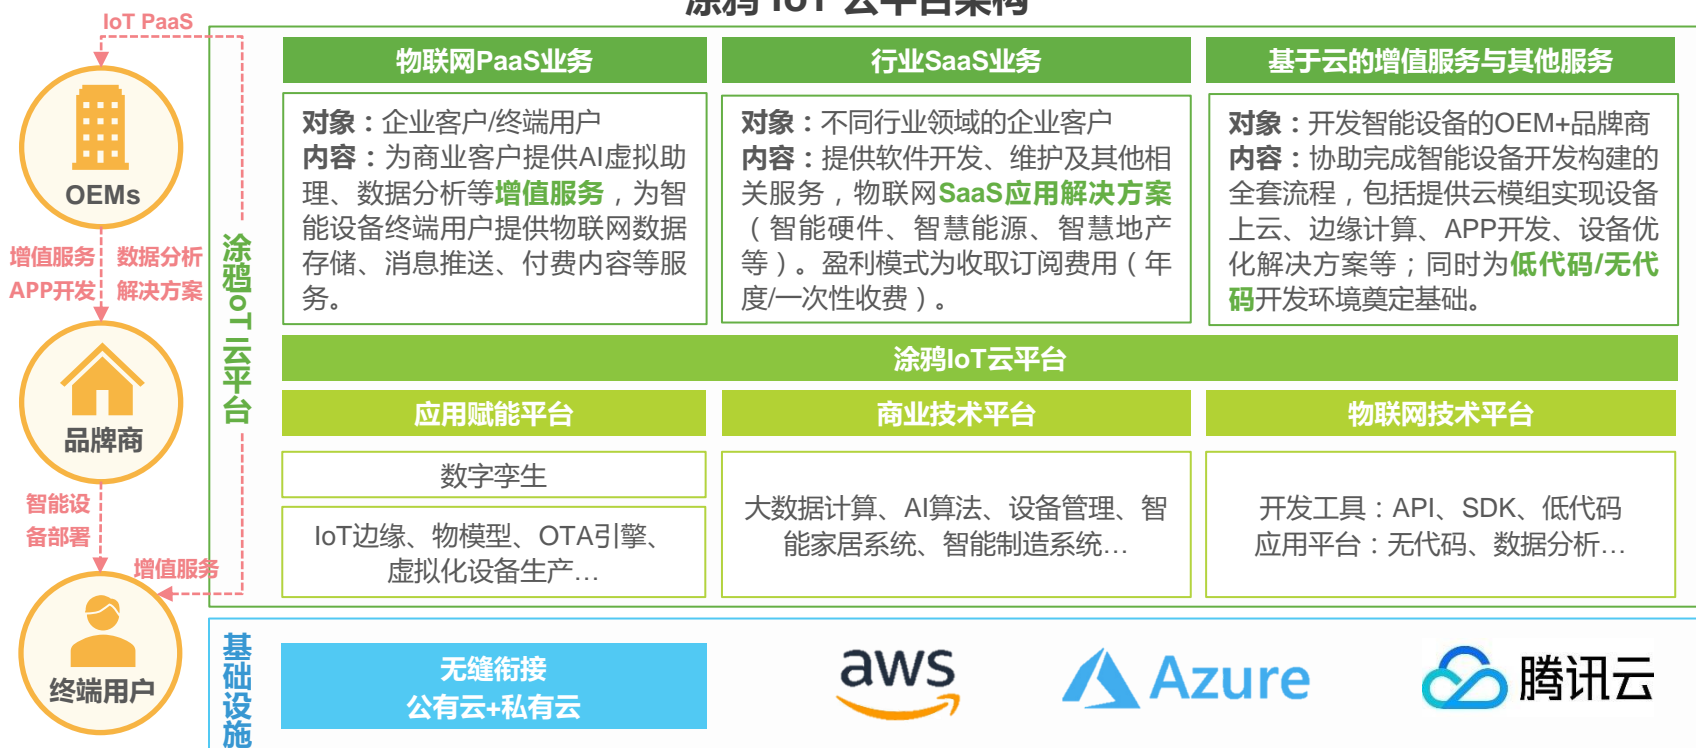 涂鸦 IoT 云平台架构
IoT PaaS
OEMs
增值服务 数据分析
APP开发 解决方案
品牌商
智能设
备部署
增值服务
终端用户
涂鸦IoT云平台
物联网PaaS业务
对象：企业客户/终端用户
内容：为商业客户提供AI虚拟助
理、数据分析等增值服务，为智
能设备终端用户提供物联网数据
存储、消息推送、付费内容等服
务。
行业SaaS业务
对象：不同行业领域的企业客户
内容：提供软件开发、维护及其他相
关服务，物联网SaaS应用解决方案
（智能硬件、智慧能源、智慧地产
等）。盈利模式为收取订阅费用（年
度/一次性收费）。
基于云的增值服务与其他服务
对象：开发智能设备的OEM+品牌商
内容：协助完成智能设备开发构建的
全套流程，包括提供云模组实现设备
上云、边缘计算、APP开发、设备优
化解决方案等；同时为低代码/无代
码开发环境奠定基础。
涂鸦IoT云平台
应用赋能平台
数字孪生
IoT边缘、物模型、OTA引擎、
虚拟化设备生产…
商业技术平台
大数据计算、AI算法、设备管理、智
能家居系统、智能制造系统…
物联网技术平台
开发工具：API、SDK、低代码
应用平台：无代码、数据分析…
基础设施
无缝衔接
公有云+私有云
aws
Azure
腾讯云